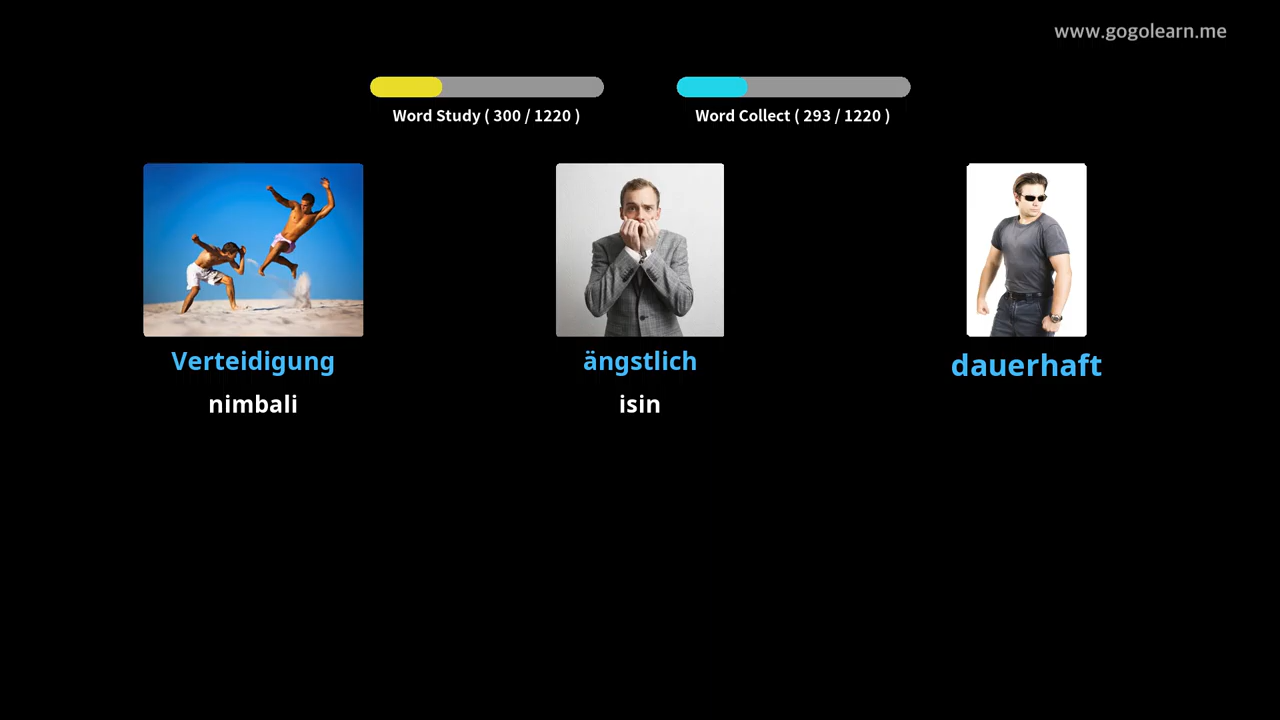 www.gogolearn.me
Word Study ( 300 / 1220 )
Word Collect ( 293 / 1220 )
Verteidigung
nimbali
ängstlich
isin
dauerhaft